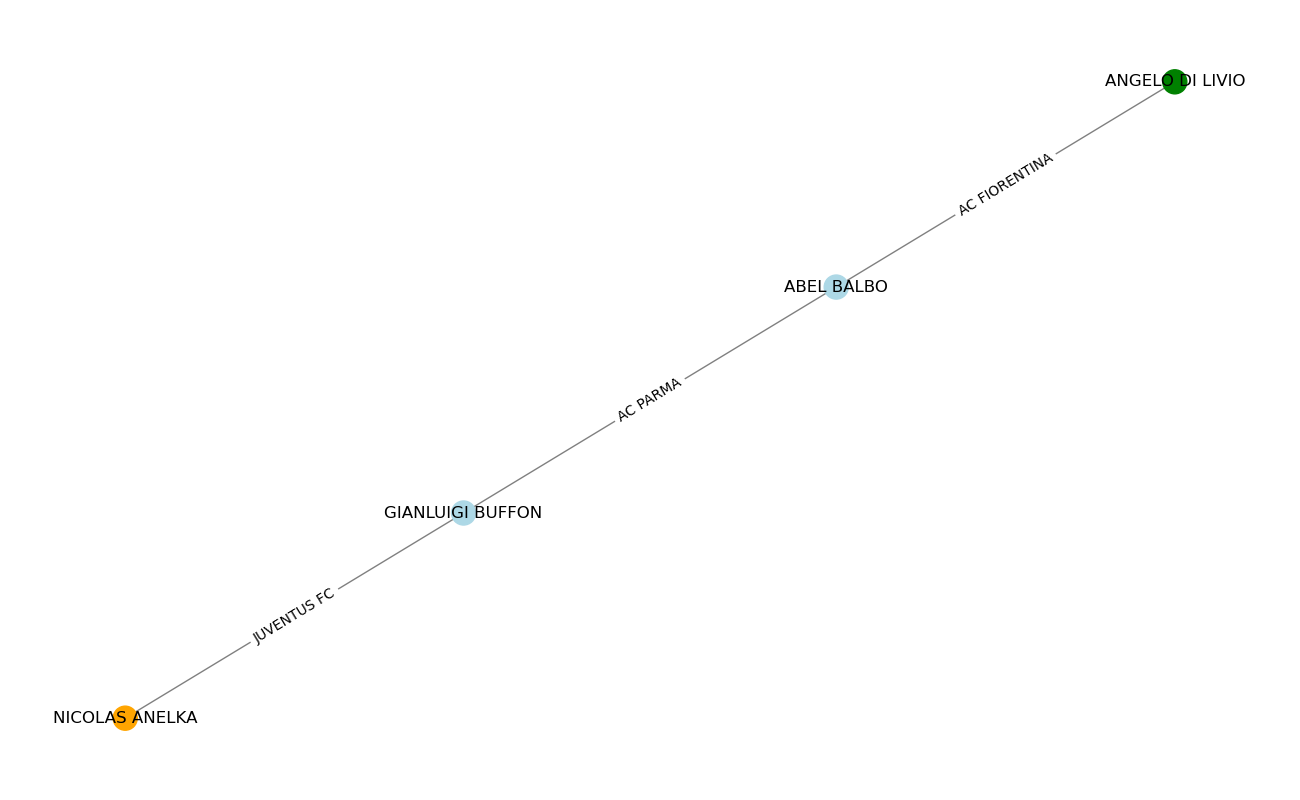 ANGELO DI LIVIO
AC FIORENTINA
ABEL BALBO
AC PARMA
GIANLUIGI BUFFON
JUVENTUS FC
NICOLAS ANELKA